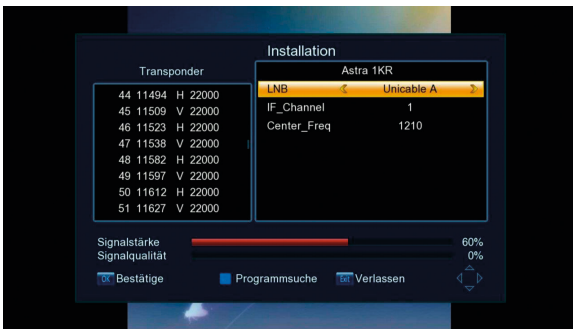 Installation
Transponder
44 11494 H 22000
45 11509 V 22000
46 11523 H 22000
47 11538 V 22000
48 11582 H 22000
49 11597 V 22000
50 11612 H 22000
51 11627 V 22000
Astra 1KR
LNB Unicable A
IF_Channel 1
Center_Freq 1210
Signalstärke 60%
Signalqualität 0%
OK Bestätige Programmsuche Exit Verlassen